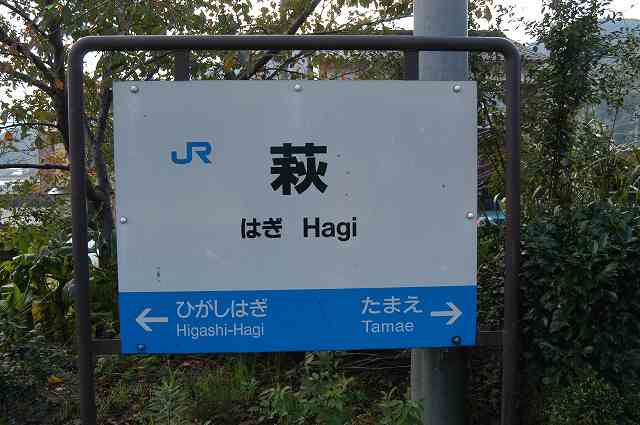 JR
萩
はぎ Hagi
← ひがしはぎ たまえ →
Higashi-Hagi Tamae